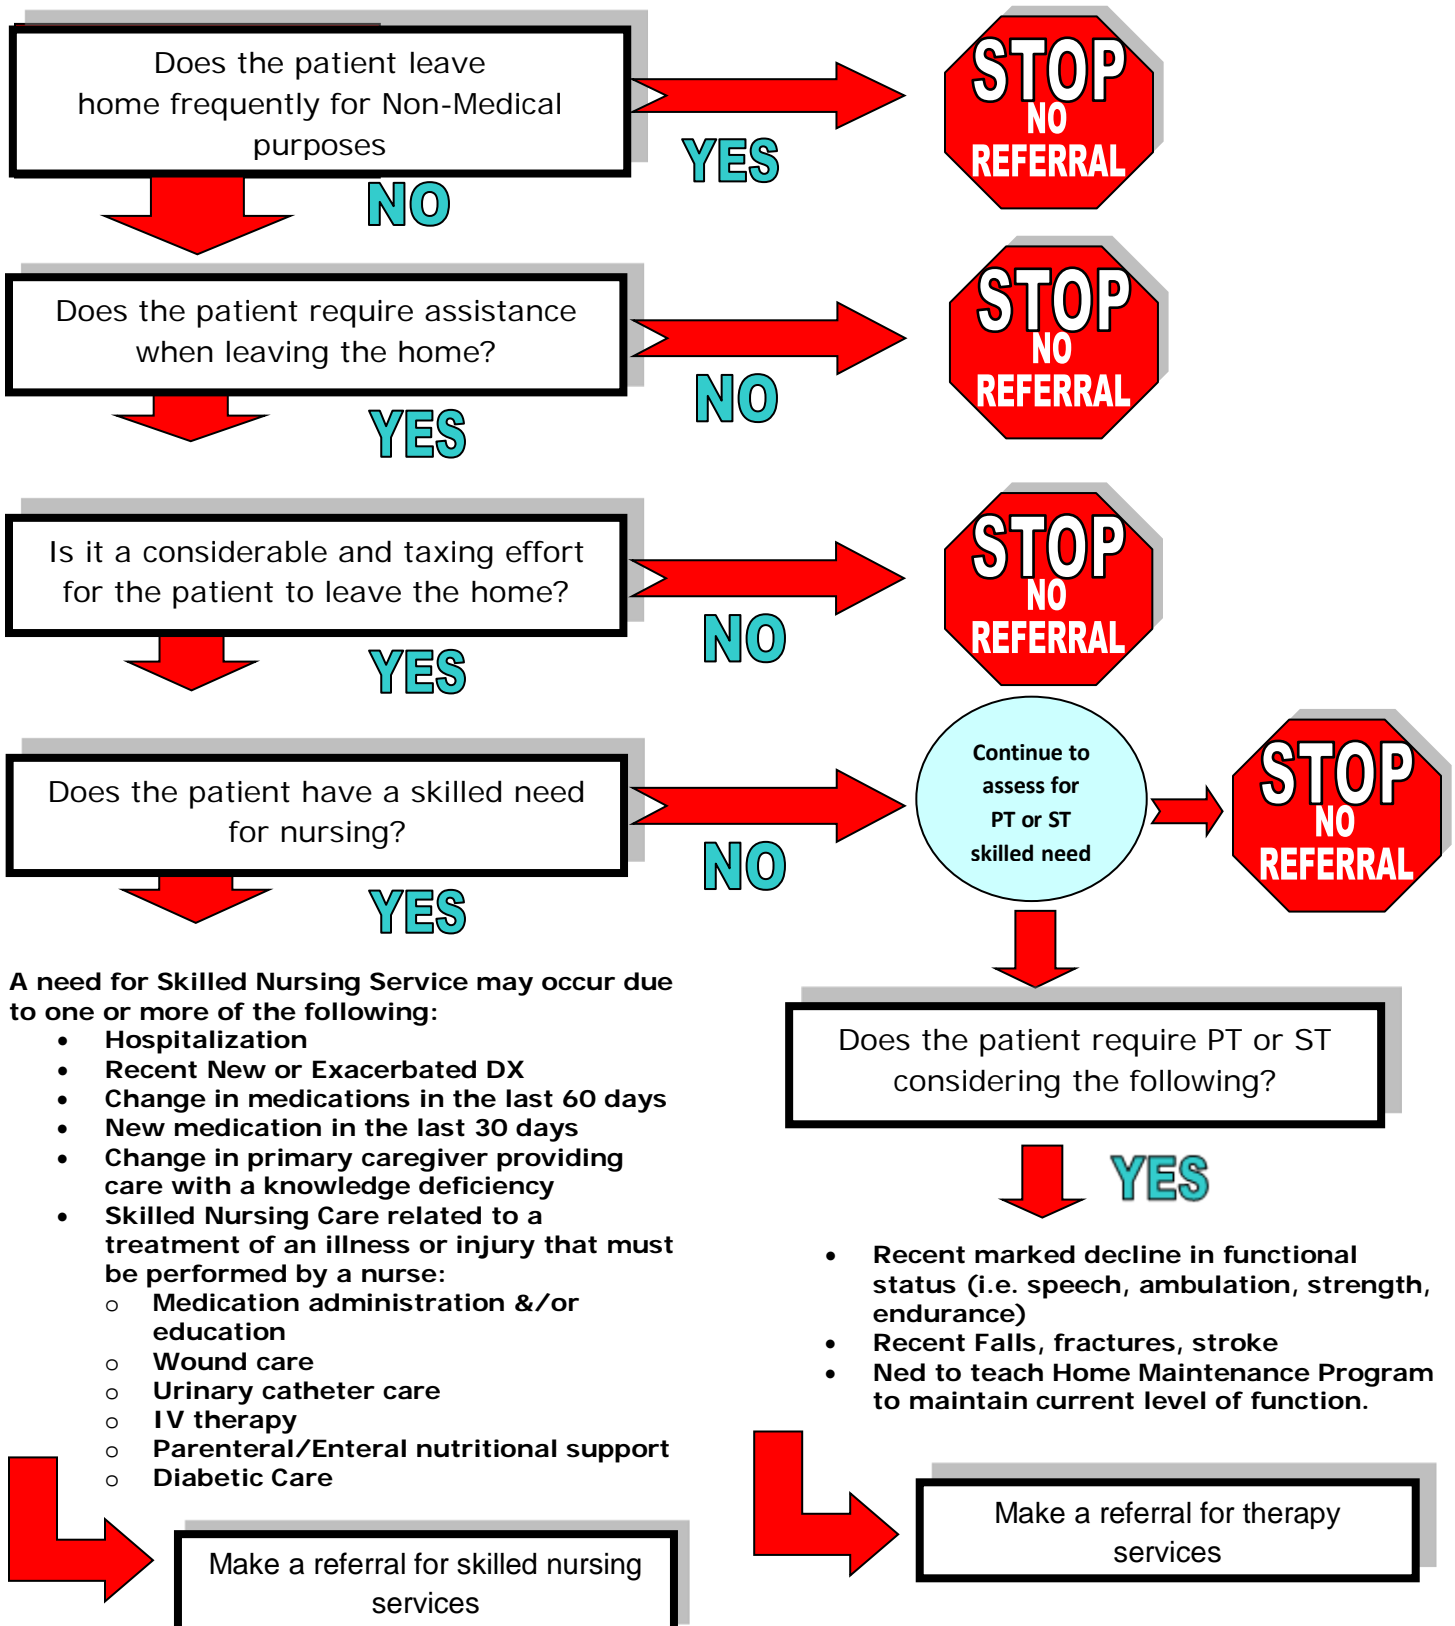 Does the patient leave
home frequently for Non-Medical
purposes
YES
STOP
NO
REFERRAL
NO
Does the patient require assistance
when leaving the home?
NO
STOP
NO
REFERRAL
YES
Is it a considerable and taxing effort
for the patient to leave the home?
NO
STOP
NO
REFERRAL
YES
Does the patient have a skilled need
for nursing?
NO
Continue to
assess for
PT or ST
skilled need
STOP
NO
REFERRAL
YES
A need for Skilled Nursing Service may occur due
to one or more of the following:
• Hospitalization
• Recent New or Exacerbated DX
• Change in medications in the last 60 days
• New medication in the last 30 days
• Change in primary caregiver providing
care with a knowledge deficiency
• Skilled Nursing Care related to a
treatment of an illness or injury that must
be performed by a nurse:
o Medication administration &/or
education
o Wound care
o Urinary catheter care
o IV therapy
o Parenteral/Enteral nutritional support
o Diabetic Care
Make a referral for skilled nursing
services
Does the patient require PT or ST
considering the following?
YES
• Recent marked decline in functional
status (i.e. speech, ambulation, strength,
endurance)
• Recent Falls, fractures, stroke
• Ned to teach Home Maintenance Program
to maintain current level of function.
Make a referral for therapy
services